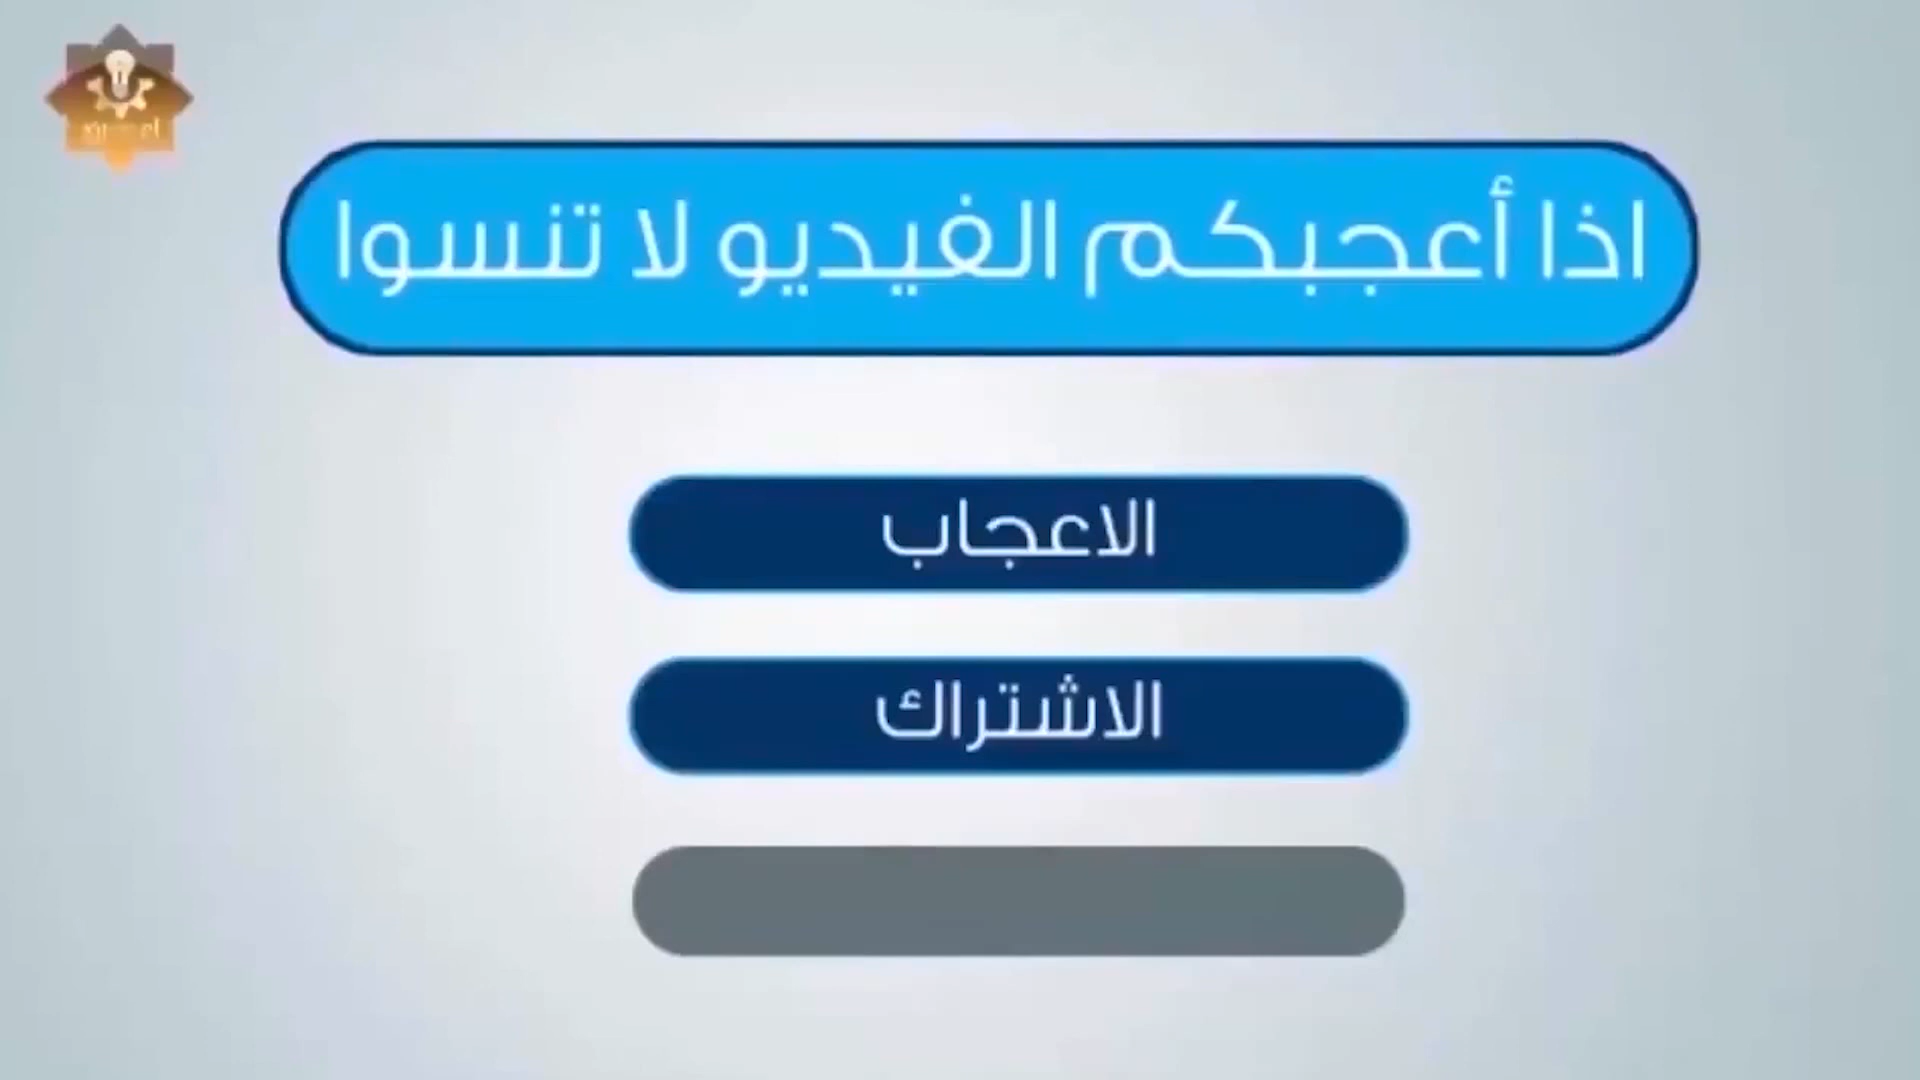 اذا أعجبكم الفيديو لا تنسوا
الاعجاب
الاشتراك